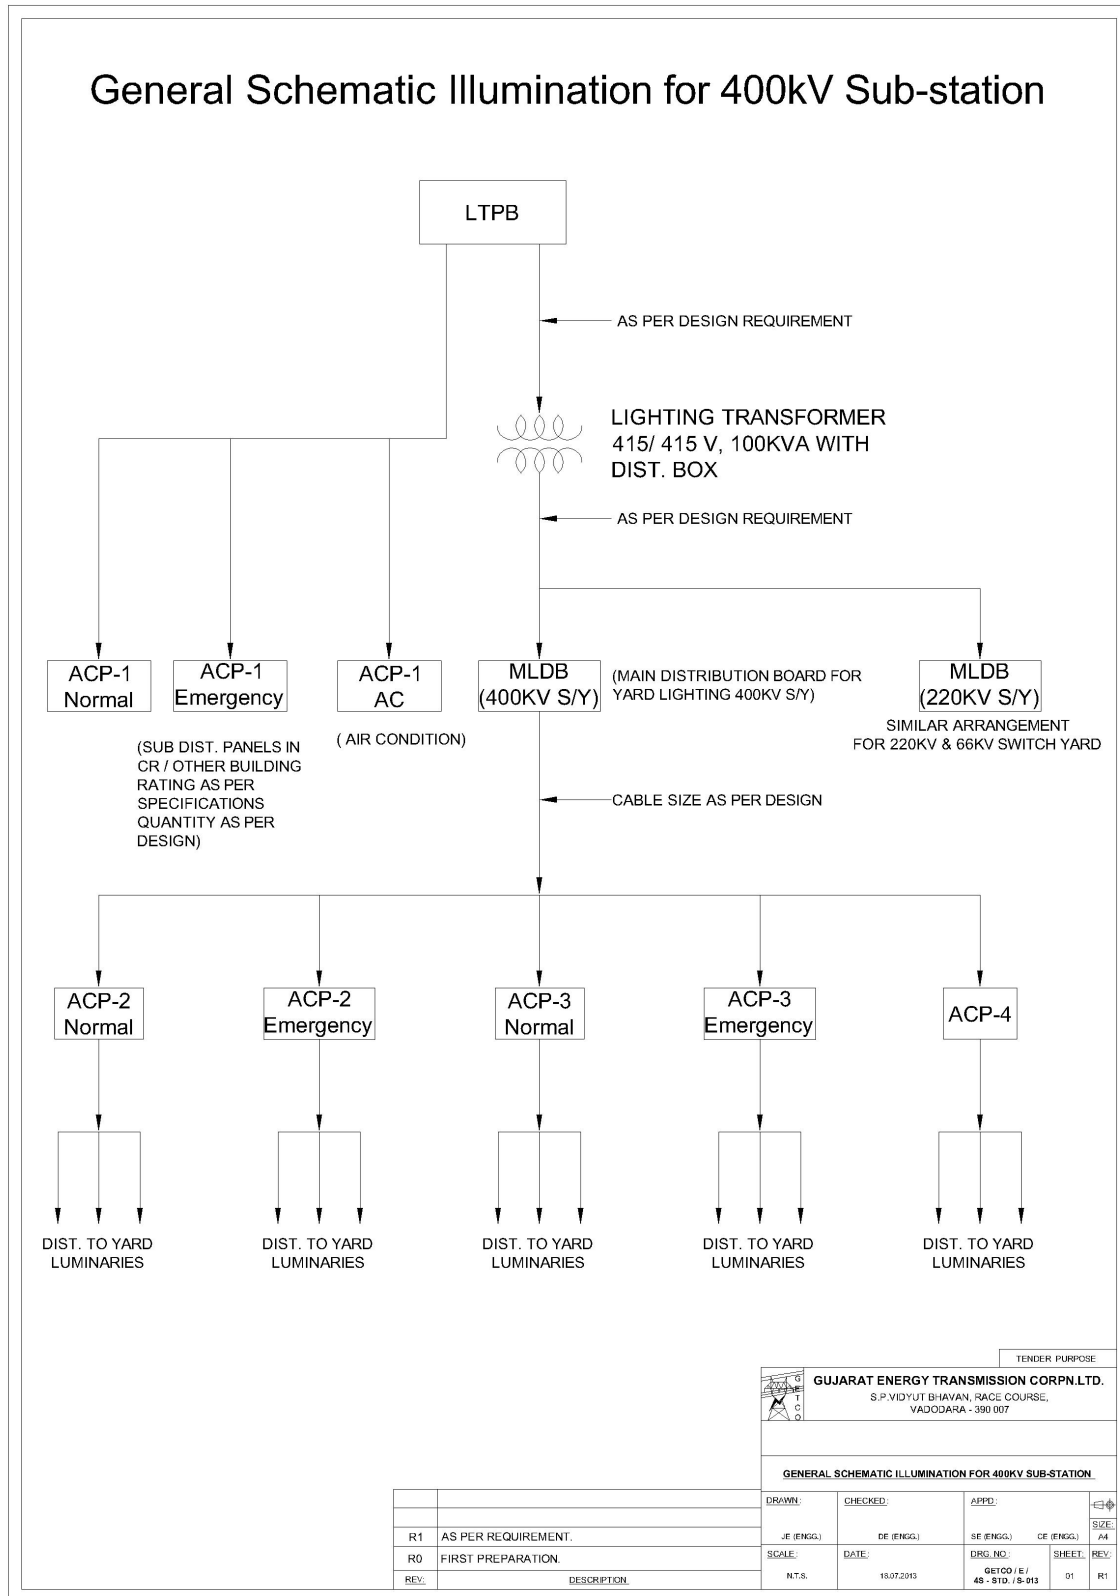 General Schematic Illumination for 400kV Sub-station
LTPB
AS PER DESIGN REQUIREMENT
LIGHTING TRANSFORMER
415/ 415 V, 100KVA WITH
DIST. BOX
AS PER DESIGN REQUIREMENT
ACP-1
Normal
ACP-1
Emergency
ACP-1
AC
MLDB
(400KV S/Y)
(MAIN DISTRIBUTION BOARD FOR
YARD LIGHTING 400KV S/Y)
MLDB
(220KV S/Y)
SIMILAR ARRANGEMENT
FOR 220KV & 66KV SWITCH YARD
(SUB DIST. PANELS IN
CR / OTHER BUILDING
RATING AS PER
SPECIFICATIONS
QUANTITY AS PER
DESIGN)
( AIR CONDITION)
CABLE SIZE AS PER DESIGN
ACP-2
Normal
ACP-2
Emergency
ACP-3
Normal
ACP-3
Emergency
ACP-4
DIST. TO YARD
LUMINARIES
DIST. TO YARD
LUMINARIES
DIST. TO YARD
LUMINARIES
DIST. TO YARD
LUMINARIES
DIST. TO YARD
LUMINARIES
TENDER PURPOSE
GETCO
GUJARAT ENERGY TRANSMISSION CORPN.LTD.
S.P.VIDYUT BHAVAN, RACE COURSE,
VADODARA - 390 007
GENERAL SCHEMATIC ILLUMINATION FOR 400KV SUB-STATION
DRAWN:
CHECKED:
APPD:
JE (ENGG.)
DE (ENGG.)
SE (ENGG.)
CE (ENGG.)
SIZE:
A4
SCALE:
DATE:
DRG. NO:
SHEET:
REV:
N.T.S.
18.07.2013
GETCO / E /
4S - STD. / S- 013
01
R1
R1 AS PER REQUIREMENT.
R0 FIRST PREPARATION.
REV: DESCRIPTION